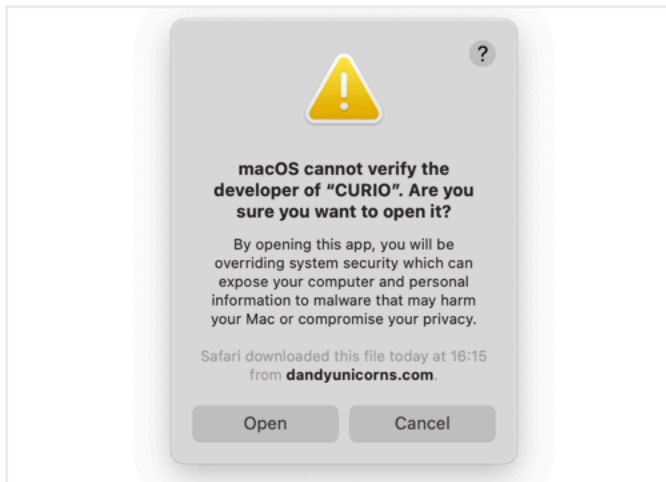 ?
macOS cannot verify the
developer of “CURIO”. Are you
sure you want to open it?
By opening this app, you will be
overriding system security which can
expose your computer and personal
information to malware that may harm
your Mac or compromise your privacy.
Safari downloaded this file today at 16:15
from dandyunicorns.com.
Open Cancel